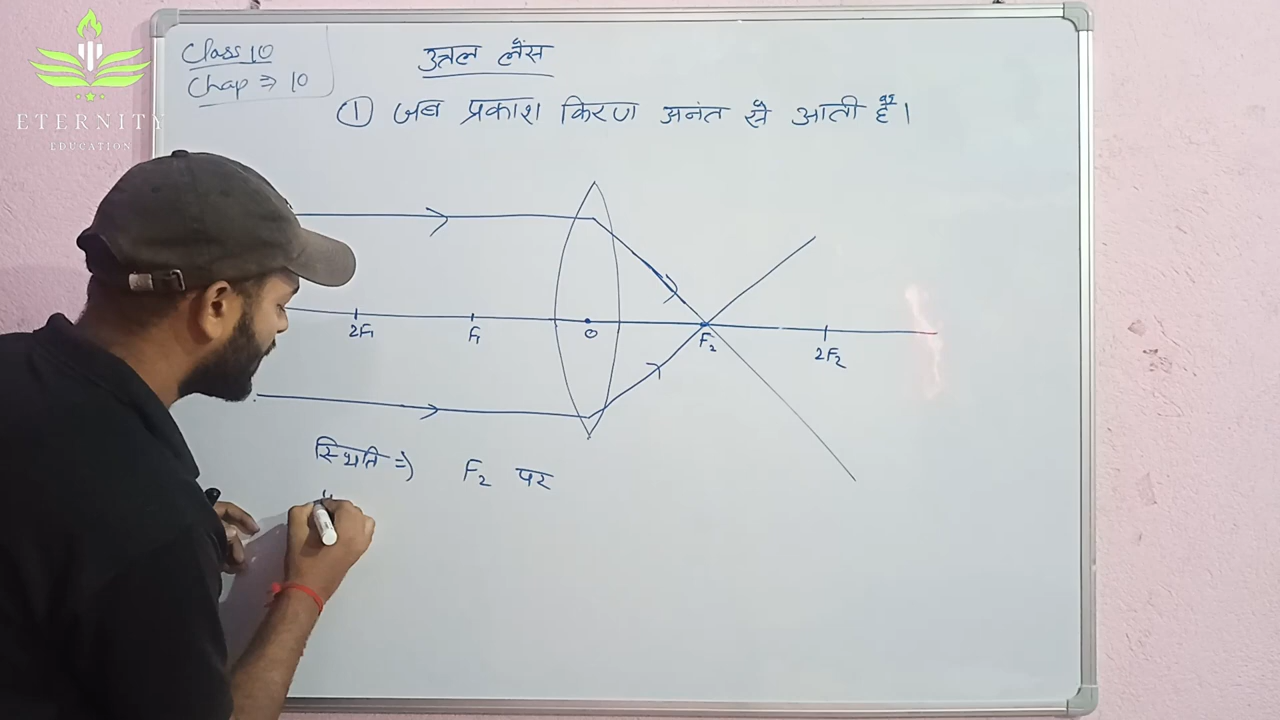 ETERNITY
EDUCATION
Class 10
Chap ⇒ 10
उत्तल लेंस
① जब प्रकाश किरण अनंत से आती है।
2F₁
F₁
O
F₂
2F₂
स्थिति ⇒ F₂ पर